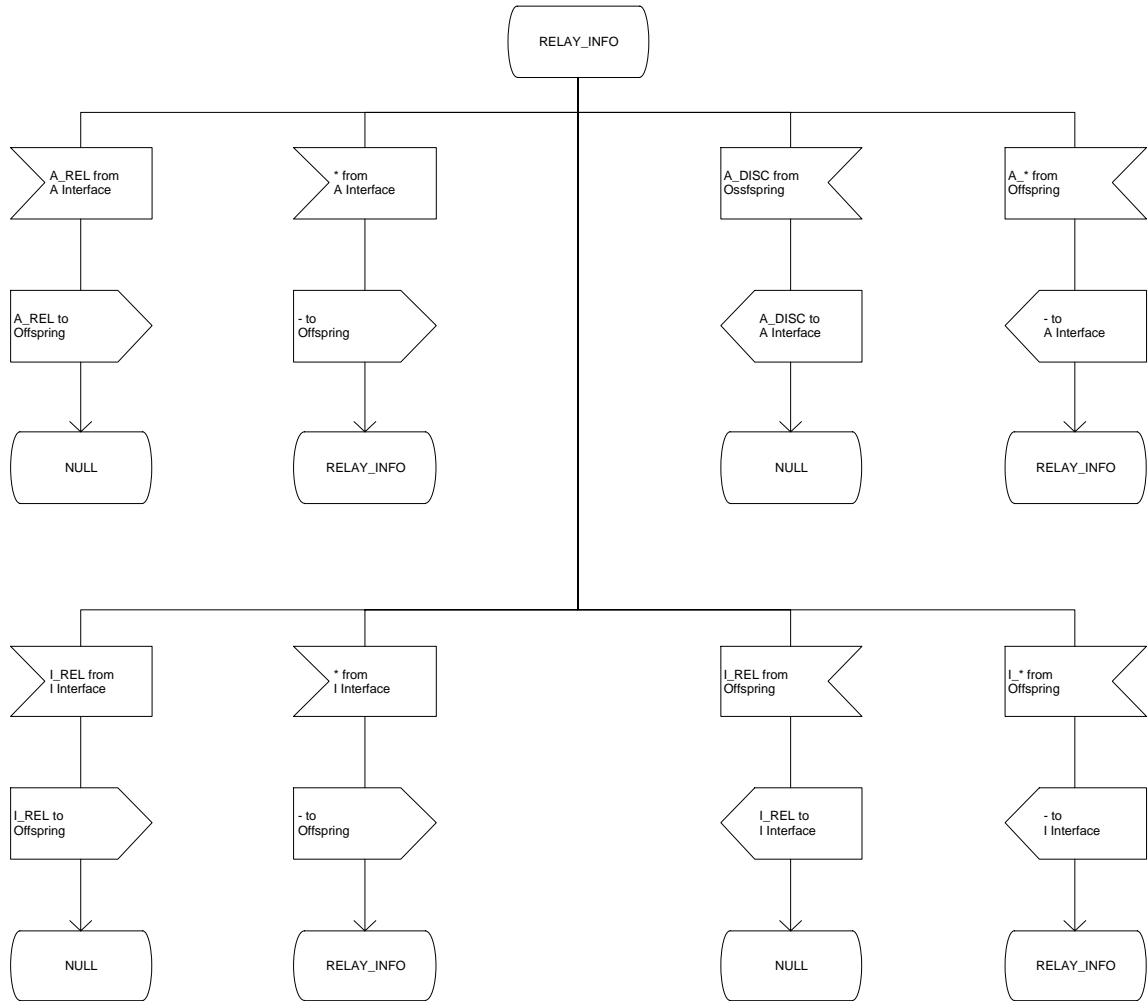 RELAY_INFO
A_REL from
A Interface
* from
A Interface
A_DISC from
Ossfspring
A_* from
Offspring
A_REL to
Offspring
- to
Offspring
A_DISC to
A Interface
- to
A Interface
NULL
RELAY_INFO
NULL
RELAY_INFO
I_REL from
I Interface
* from
I Interface
I_REL from
Offspring
I_* from
Offspring
I_REL to
Offspring
- to
Offspring
I_REL to
I Interface
- to
I Interface
NULL
RELAY_INFO
NULL
RELAY_INFO